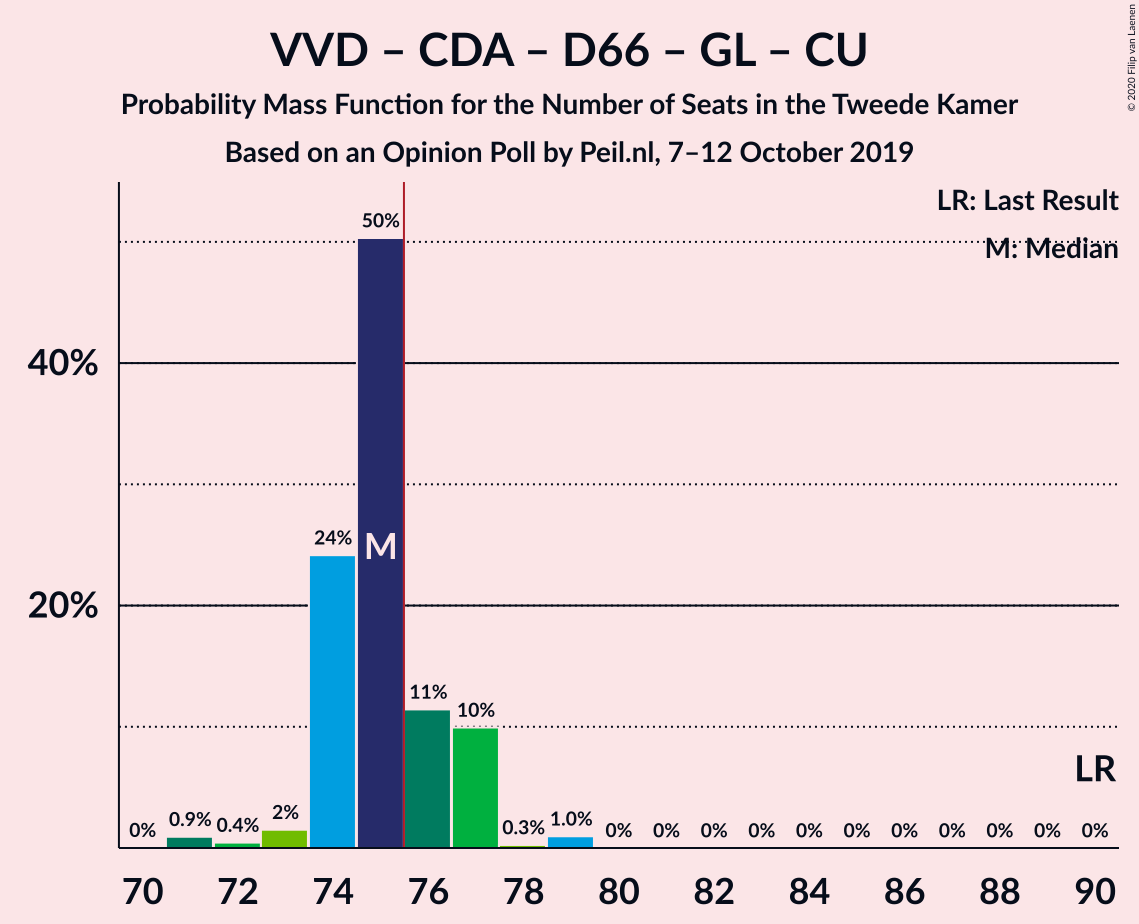 VVD – CDA – D66 – GL – CU
Probability Mass Function for the Number of Seats in the Tweede Kamer
Based on an Opinion Poll by Peil.nl, 7–12 October 2019
© 2020 Filip van Laenen
LR: Last Result
M: Median
50%
40%
24%
M
20%
11%
10%
LR
0% 0.9% 0.4% 2% 0.3% 1.0% 0% 0% 0% 0% 0% 0% 0% 0% 0% 0% 0%
70 72 74 76 78 80 82 84 86 88 90